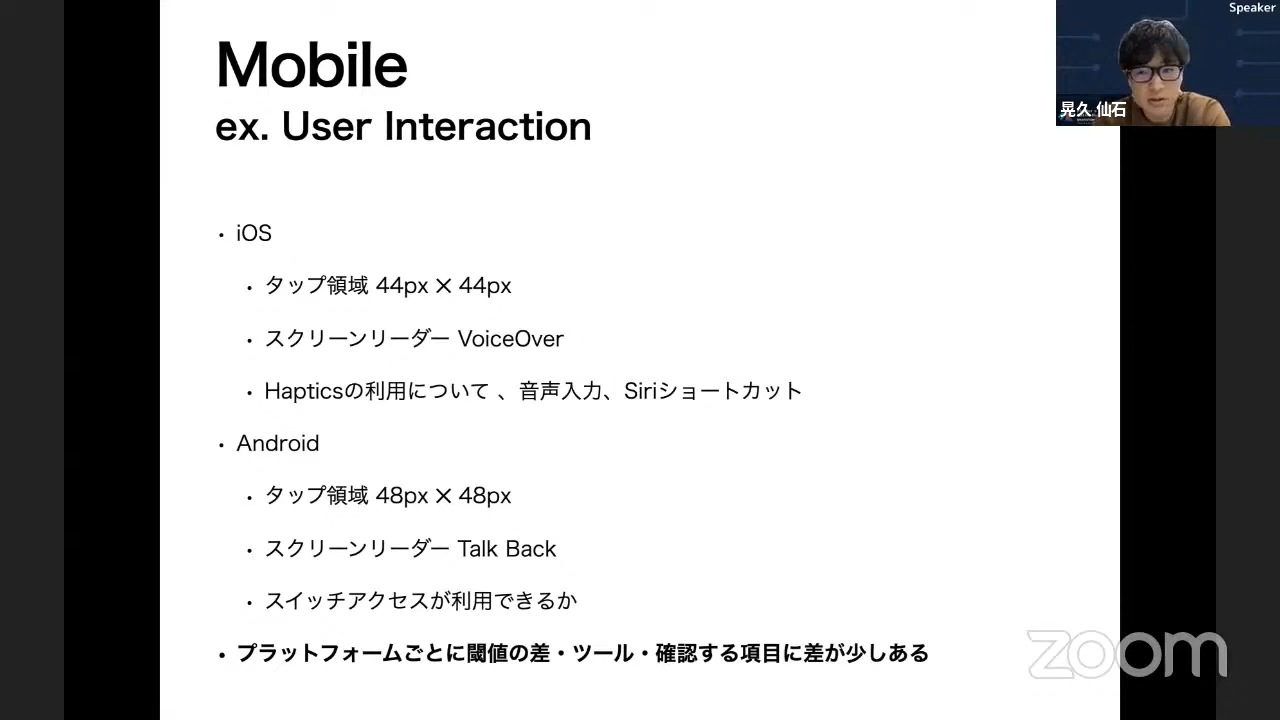 Mobile
ex. User Interaction
• iOS
• タップ領域 44px × 44px
• スクリーンリーダー VoiceOver
• Hapticsの利用について 、音声入力、Siriショートカット
• Android
• タップ領域 48px × 48px
• スクリーンリーダー Talk Back
• スイッチアクセスが利用できるか
• プラットフォームごとに閾値の差・ツール・確認する項目に差が少しある
Speaker
晃久 仙石
zoom